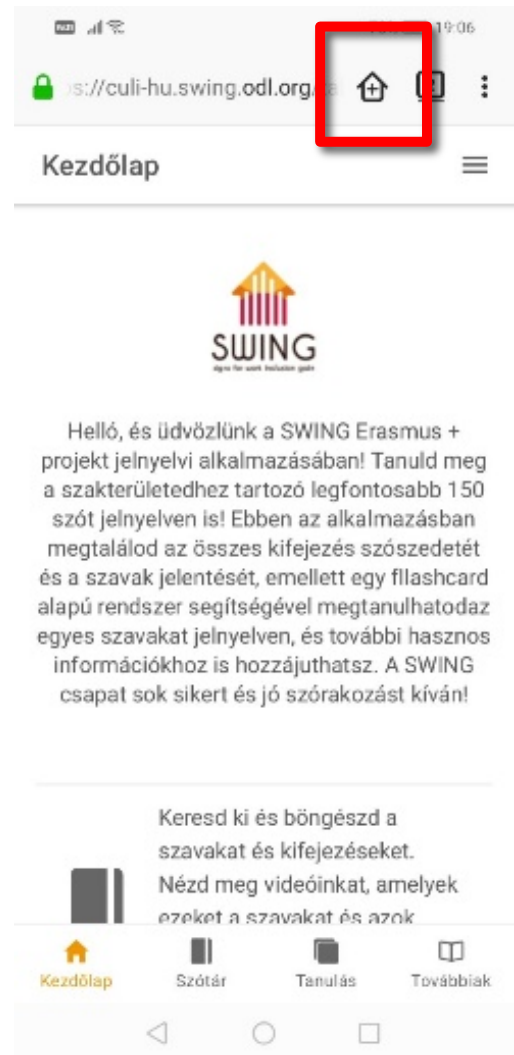 19:06
s://culi-hu.swing.odl.org/
Kezdőlap
SWING
Helló, és üdvözlünk a SWING Erasmus +
projekt jelnyelvi alkalmazásában! Tanuld meg
a szakterületedhez tartozó legfontosabb 150
szót jelnyelven is! Ebben az alkalmazásban
megtalálod az összes kifejezés szószedetét
és a szavak jelentését, emellett egy fllashcard
alapú rendszer segítségével megtanulhatodaz
egyes szavakat jelnyelven, és további hasznos
információkhoz is hozzájuthatsz. A SWING
csapat sok sikert és jó szórakozást kíván!
Keresd ki és böngészd a
szavakat és kifejezéseket.
Nézd meg videóinkat, amelyek
ezeket a szavakat és azok
Kezdőlap Szótár Tanulás Továbbiak